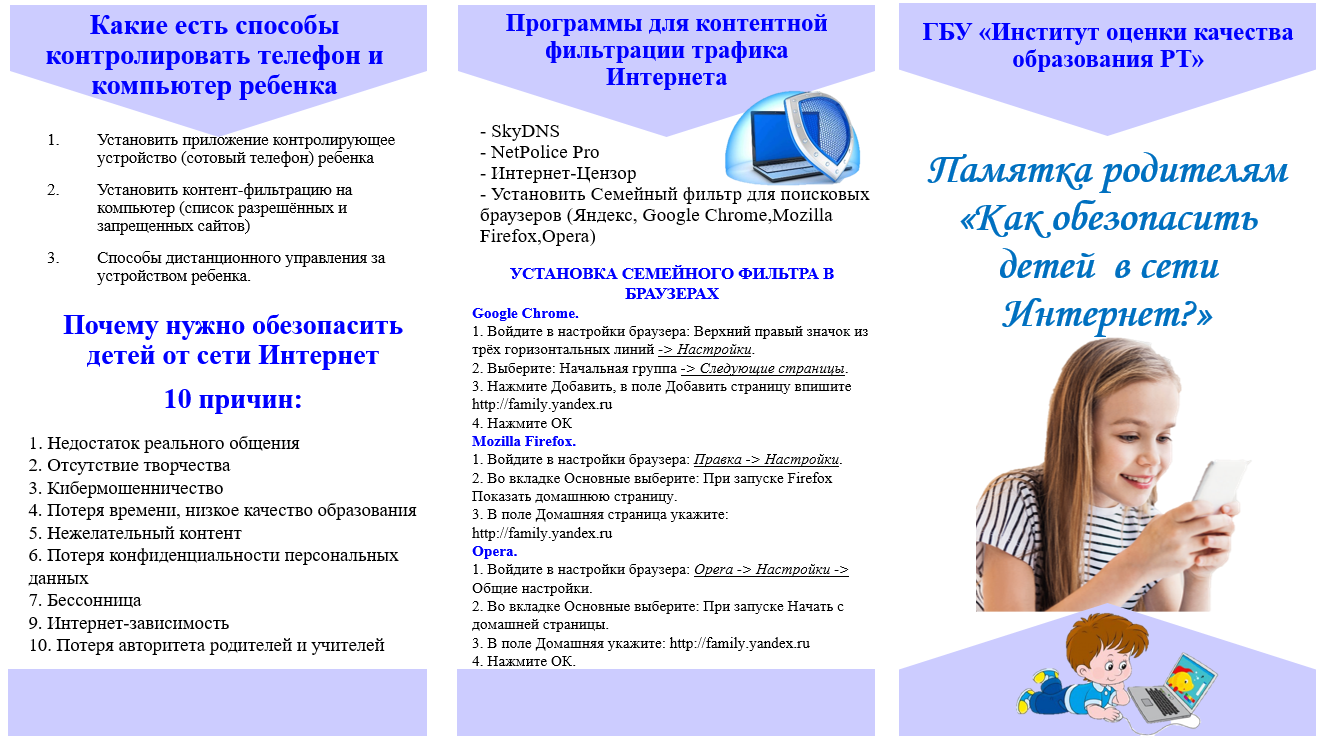 Какие есть способы
контролировать телефон и
компьютер ребенка
1. Установить приложение контролирующее
устройство (сотовый телефон) ребенка
2. Установить контент-фильтрацию на
компьютер (список разрешённых и
запрещенных сайтов)
3. Способы дистанционного управления за
устройством ребенка.
Почему нужно обезопасить
детей от сети Интернет
10 причин:
1. Недостаток реального общения
2. Отсутствие творчества
3. Кибермошенничество
4. Потеря времени, низкое качество образования
5. Нежелательный контент
6. Потеря конфиденциальности персональных
данных
7. Бессонница
9. Интернет-зависимость
10. Потеря авторитета родителей и учителей
Программы для контентной
фильтрации трафика
Интернета
- SkyDNS
- NetPolice Pro
- Интернет-Цензор
- Установить Семейный фильтр для поисковых
браузеров (Яндекс, Google Chrome,Mozilla
Firefox,Opera)
УСТАНОВКА СЕМЕЙНОГО ФИЛЬТРА В
БРАУЗЕРАХ
Google Chrome.
1. Войдите в настройки браузера: Верхний правый значок из
трёх горизонтальных линий -> Настройки.
2. Выберите: Начальная группа -> Следующие страницы.
3. Нажмите Добавить, в поле Добавить страницу впишите
http://family.yandex.ru
4. Нажмите ОК
Mozilla Firefox.
1. Войдите в настройки браузера: Правка -> Настройки.
2. Во вкладке Основные выберите: При запуске Firefox
Показать домашнюю страницу.
3. В поле Домашняя страница укажите:
http://family.yandex.ru
Opera.
1. Войдите в настройки браузера: Opera -> Настройки ->
Общие настройки.
2. Во вкладке Основные выберите: При запуске Начать с
домашней страницы.
3. В поле Домашняя укажите: http://family.yandex.ru
4. Нажмите ОК.
ГБУ «Институт оценки качества
образования РТ»
Памятка родителям
«Как обезопасить
детей в сети
Интернет?»